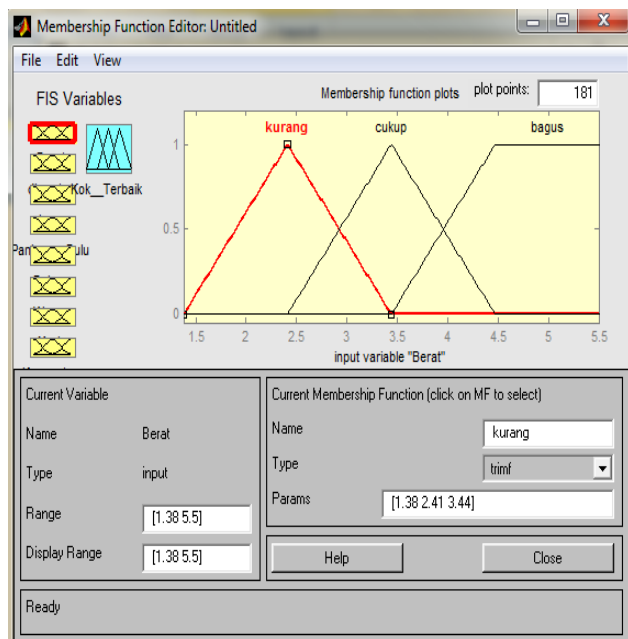 Membership Function Editor: Untitled
File Edit View
FIS Variables
Membership function plots plot points: 181
kurang cukup bagus
Kok_Terbaik
1
0.5
0
1.5 2 2.5 3 3.5 4 4.5 5 5.5
input variable "Berat"
Current Variable
Name Berat
Type input
Range [1.38 5.5]
Display Range [1.38 5.5]
Current Membership Function (click on MF to select)
Name kurang
Type trimf
Params [1.38 2.41 3.44]
Help Close
Ready